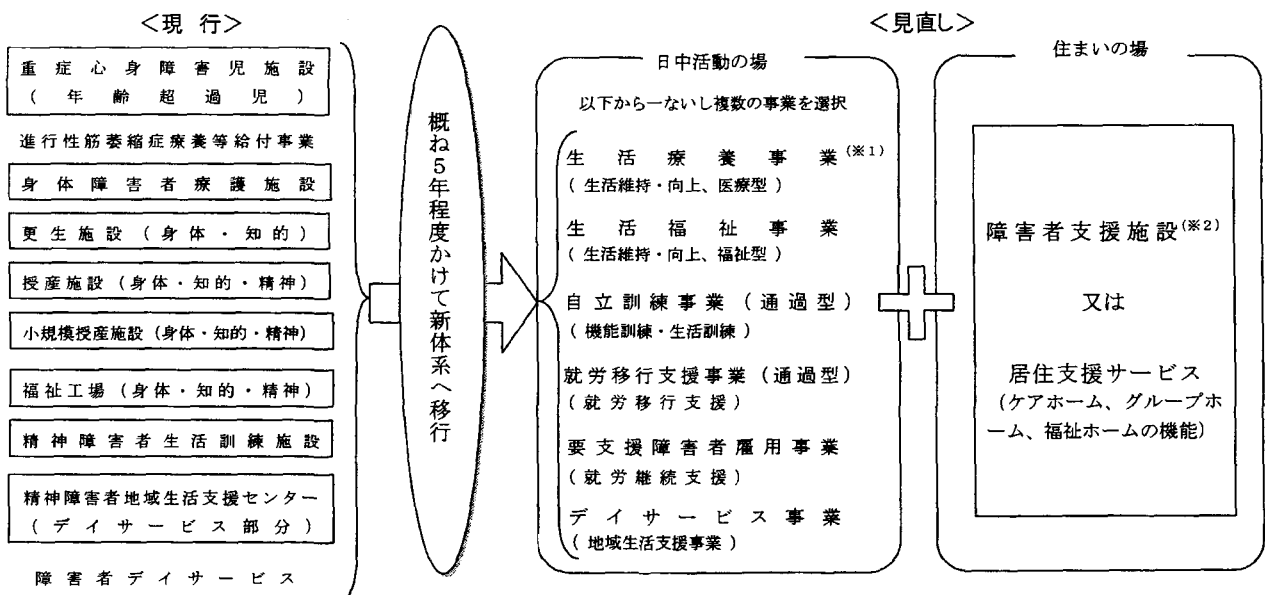 <現 行>
重症心身障害児施設
(年齢超過児)
進行性筋萎縮症療養等給付事業
身体障害者療護施設
更生施設(身体・知的)
授産施設(身体・知的・精神)
小規模授産施設(身体・知的・精神)
福祉工場(身体・知的・精神)
精神障害者生活訓練施設
精神障害者地域生活支援センター
(デイサービス部分)
障害者デイサービス
概ね5年程度かけて新体系へ移行
<見直し>
日中活動の場
以下から一ないし複数の事業を選択
生活療養事業(※1)
(生活維持・向上、医療型)
生活福祉事業
(生活維持・向上、福祉型)
自立訓練事業(通過型)
(機能訓練・生活訓練)
就労移行支援事業(通過型)
(就労移行支援)
要支援障害者雇用事業
(就労継続支援)
デイサービス事業
(地域生活支援事業)
住まいの場
障害者支援施設(※2)
又は
居住支援サービス
(ケアホーム、グループホ
ーム、福祉ホームの機能)